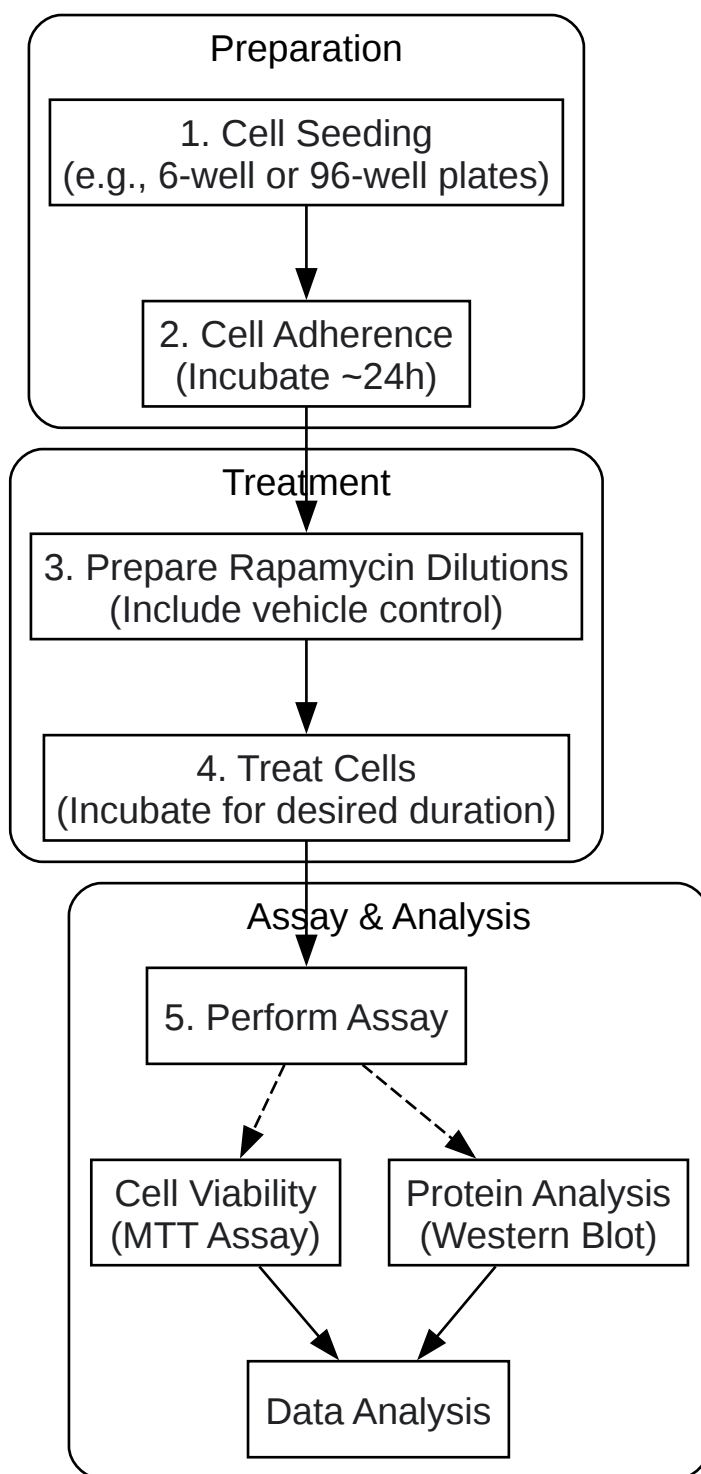 Preparation
1. Cell Seeding
(e.g., 6-well or 96-well plates)
2. Cell Adherence
(Incubate ~24h)
Treatment
3. Prepare Rapamycin Dilutions
(Include vehicle control)
4. Treat Cells
(Incubate for desired duration)
Assay & Analysis
5. Perform Assay
Cell Viability
(MTT Assay)
Protein Analysis
(Western Blot)
Data Analysis